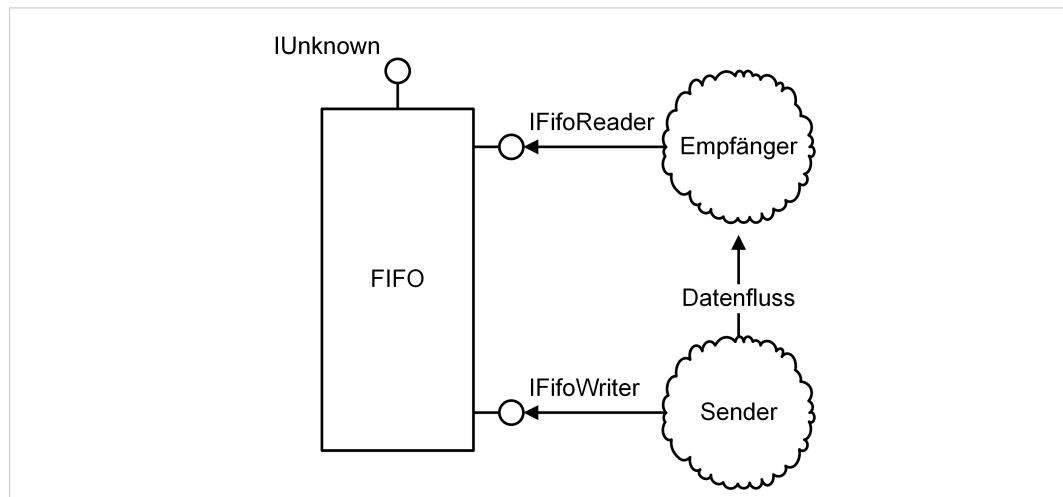 IUnknown
IFifoReader
Empfänger
FIFO
Datenfluss
IFifoWriter
Sender